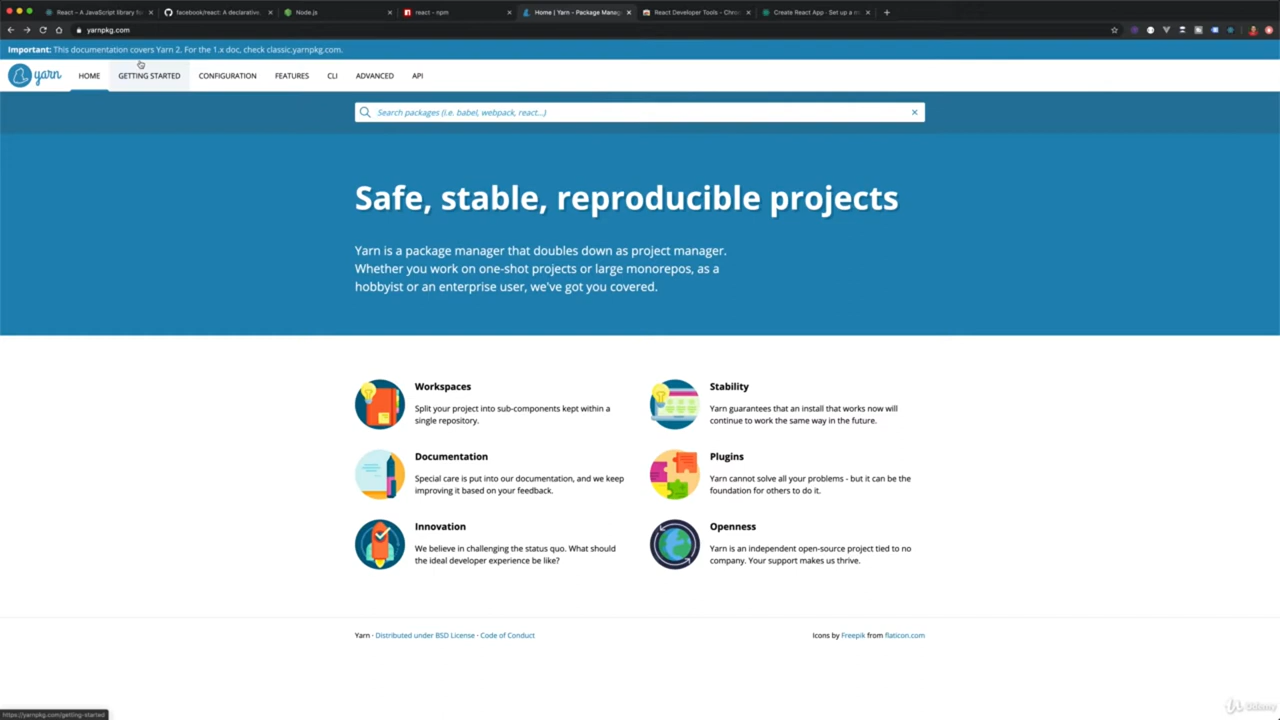 React – A JavaScript library fo
facebook/react: A declarative,
Node.js
react - npm
Home | Yarn - Package Manag
React Developer Tools - Chro
Create React App · Set up a m
yarnpkg.com
Important: This documentation covers Yarn 2. For the 1.x doc, check classic.yarnpkg.com.
yarn
HOME
GETTING STARTED
CONFIGURATION
FEATURES
CLI
ADVANCED
API
Search packages (i.e. babel, webpack, react...)
Safe, stable, reproducible projects
Yarn is a package manager that doubles down as project manager.
Whether you work on one-shot projects or large monorepos, as a
hobbyist or an enterprise user, we've got you covered.
Workspaces
Split your project into sub-components kept within a
single repository.
Stability
Yarn guarantees that an install that works now will
continue to work the same way in the future.
Documentation
Special care is put into our documentation, and we keep
improving it based on your feedback.
Plugins
Yarn cannot solve all your problems - but it can be the
foundation for others to do it.
Innovation
We believe in challenging the status quo. What should
the ideal developer experience be like?
Openness
Yarn is an independent open-source project tied to no
company. Your support makes us thrive.
Yarn · Distributed under BSD License · Code of Conduct
Icons by Freepik from flaticon.com
https://yarnpkg.com/getting-started
Udemy